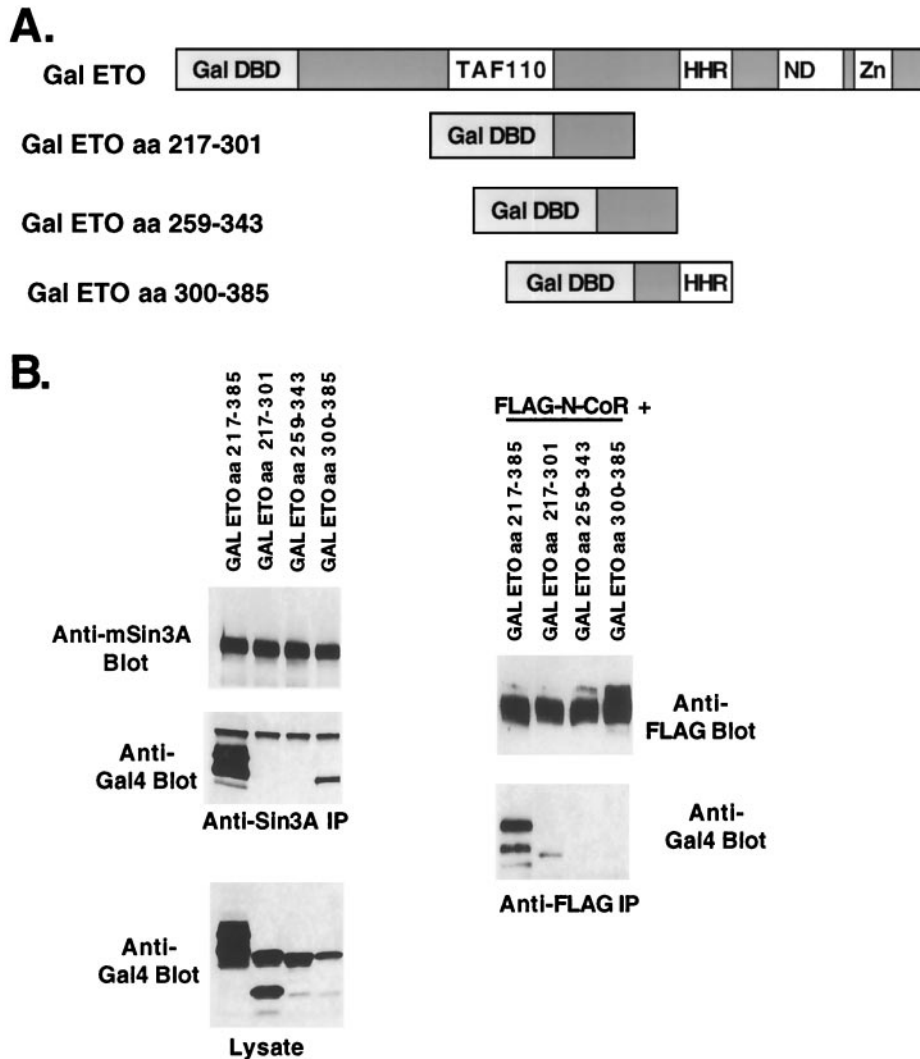 A.
Gal ETO
Gal DBD TAF110 HHR ND Zn
Gal ETO aa 217-301
Gal DBD
Gal ETO aa 259-343
Gal DBD
Gal ETO aa 300-385
Gal DBD HHR
B.
GAL ETO aa 217-385
GAL ETO aa 217-301
GAL ETO aa 259-343
GAL ETO aa 300-385
Anti-mSin3A
Blot
Anti-
Gal4 Blot
Anti-Sin3A IP
Anti-
Gal4 Blot
Lysate
FLAG-N-CoR +
GAL ETO aa 217-385
GAL ETO aa 217-301
GAL ETO aa 259-343
GAL ETO aa 300-385
Anti-
FLAG Blot
Anti-
Gal4 Blot
Anti-FLAG IP